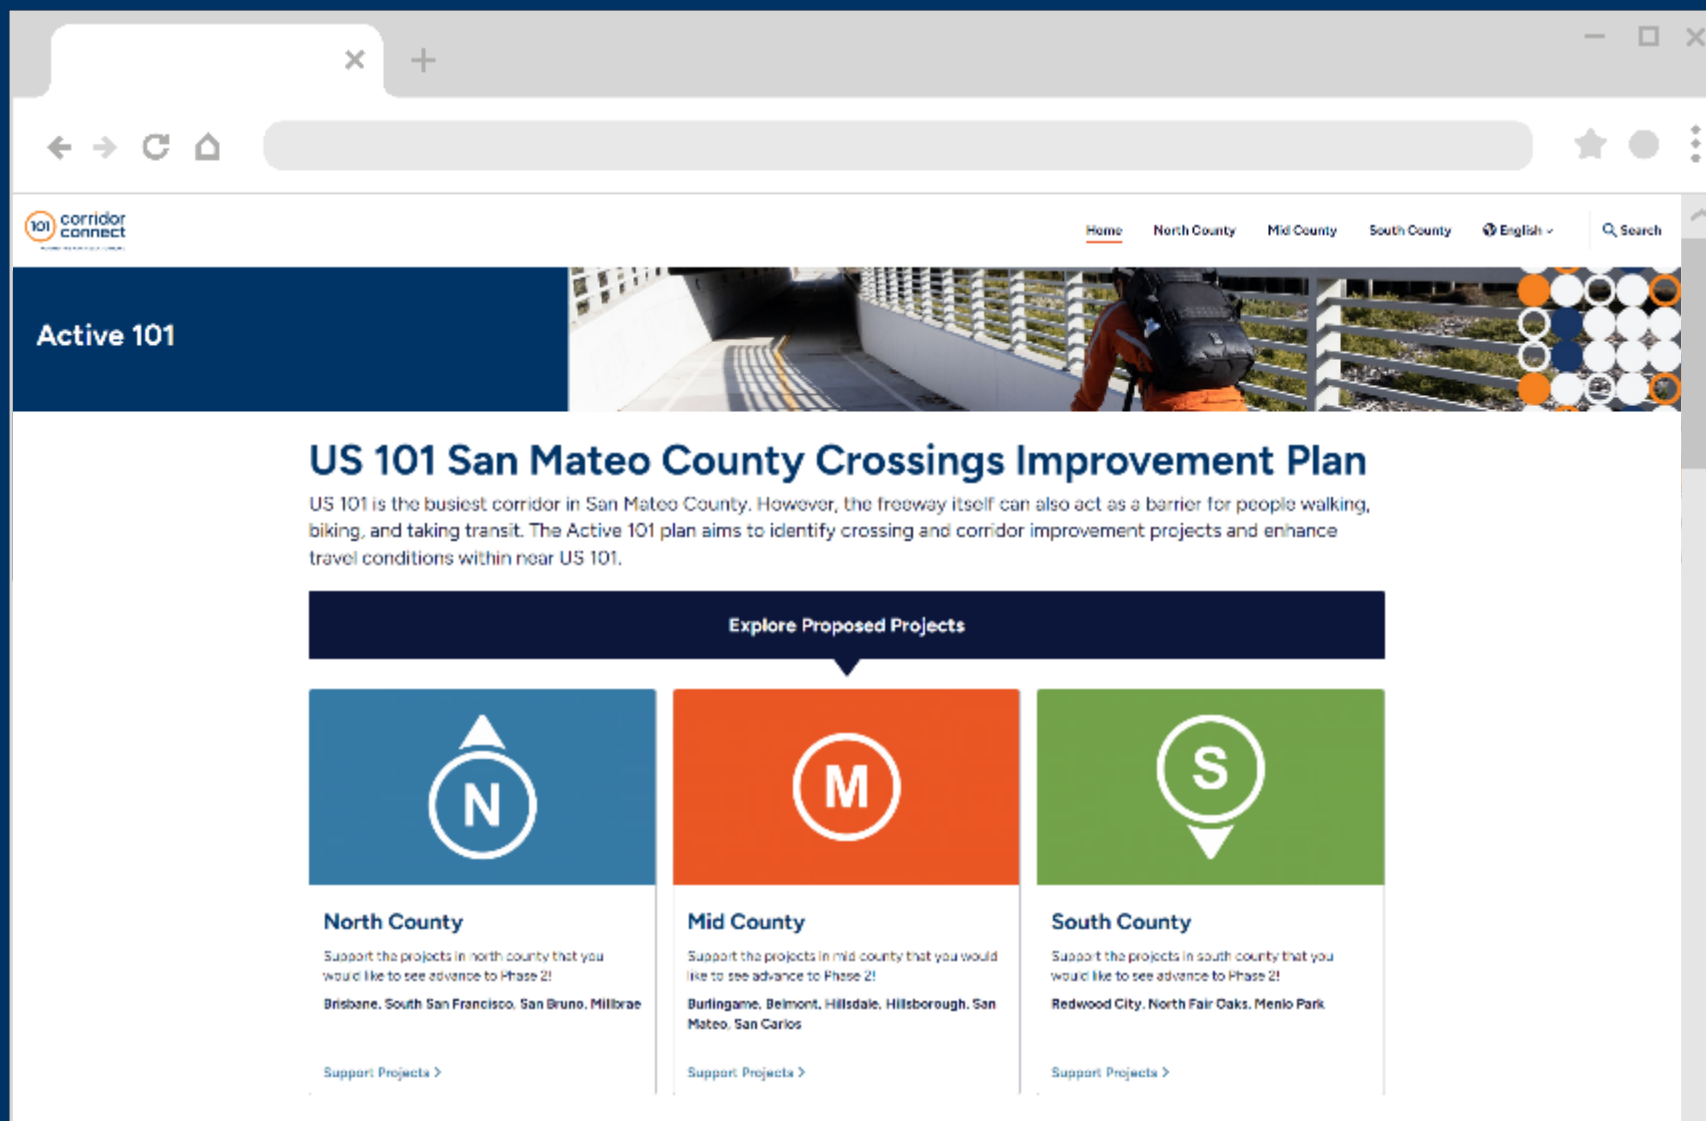 101 corridor
connect
Home North County Mid County South County English Search
Active 101
US 101 San Mateo County Crossings Improvement Plan
US 101 is the busiest corridor in San Mateo County. However, the freeway itself can also act as a barrier for people walking,
biking, and taking transit. The Active 101 plan aims to identify crossing and corridor improvement projects and enhance
travel conditions within near US 101.
Explore Proposed Projects
N
M
S
North County
Support the projects in north county that you
would like to see advance to Phase 2!
Brisbane, South San Francisco, San Bruno, Millbrae
Support Projects >
Mid County
Support the projects in mid county that you would
like to see advance to Phase 2!
Burlingame, Belmont, Hillsdale, Hillsborough, San
Mateo, San Carlos
Support Projects >
South County
Support the projects in south county that you
would like to see advance to Phase 2!
Redwood City, North Fair Oaks, Menlo Park
Support Projects >